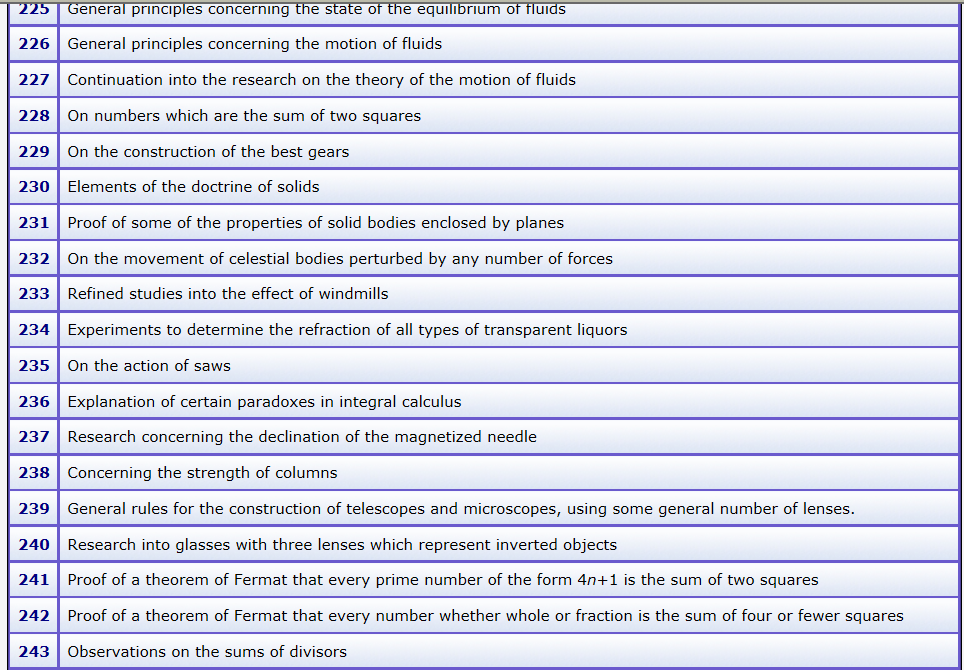 225 General principles concerning the state of the equilibrium of fluids
226 General principles concerning the motion of fluids
227 Continuation into the research on the theory of the motion of fluids
228 On numbers which are the sum of two squares
229 On the construction of the best gears
230 Elements of the doctrine of solids
231 Proof of some of the properties of solid bodies enclosed by planes
232 On the movement of celestial bodies perturbed by any number of forces
233 Refined studies into the effect of windmills
234 Experiments to determine the refraction of all types of transparent liquors
235 On the action of saws
236 Explanation of certain paradoxes in integral calculus
237 Research concerning the declination of the magnetized needle
238 Concerning the strength of columns
239 General rules for the construction of telescopes and microscopes, using some general number of lenses.
240 Research into glasses with three lenses which represent inverted objects
241 Proof of a theorem of Fermat that every prime number of the form 4n+1 is the sum of two squares
242 Proof of a theorem of Fermat that every number whether whole or fraction is the sum of four or fewer squares
243 Observations on the sums of divisors